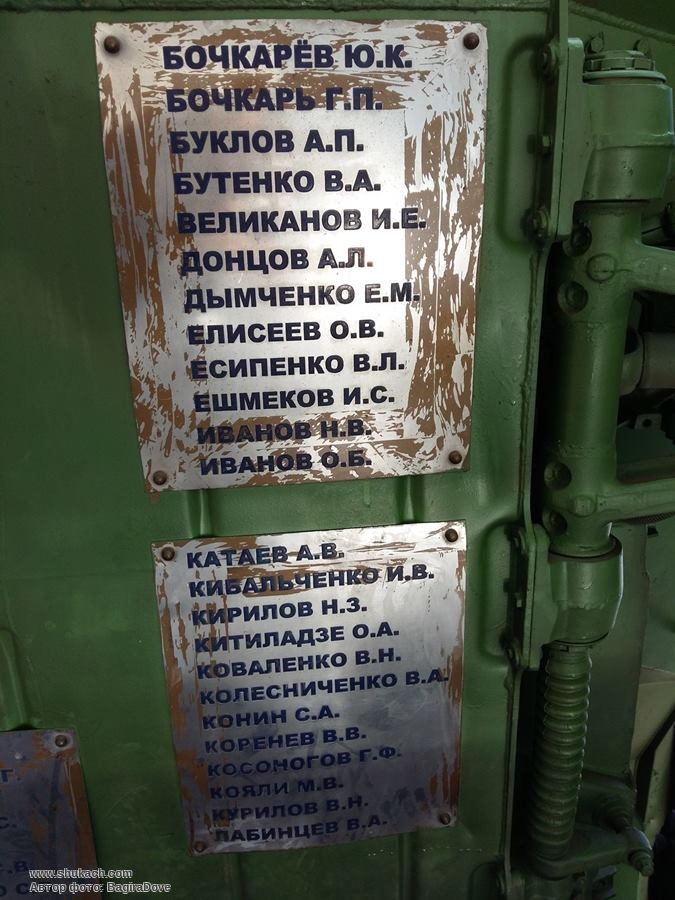 БОЧКАРЁВ Ю.К.
БОЧКАРЬ Г.П.
БУКЛОВ А.П.
БУТЕНКО В.А.
ВЕЛИКАНОВ И.Е.
ДОНЦОВ А.Л.
ДЫМЧЕНКО Е.М.
ЕЛИСЕЕВ О.В.
ЕСИПЕНКО В.Л.
ЕШМЕКОВ И.С.
ИВАНОВ Н.В.
ИВАНОВ О.Б.
КАТАЕВ А.В.
КИБАЛЬЧЕНКО И.В.
КИРИЛОВ Н.З.
КИТИЛАДЗЕ О.А.
КОВАЛЕНКО В.Н.
КОЛЕСНИЧЕНКО В.А.
КОНИН С.А.
КОРЕНЕВ В.В.
КОСОНОГОВ Г.Ф.
КОЯЛИ М.В.
КУРИЛОВ В.Н.
ЛАБИНЦЕВ В.А.
www.shukach.com
Автор фото: BagiraDove